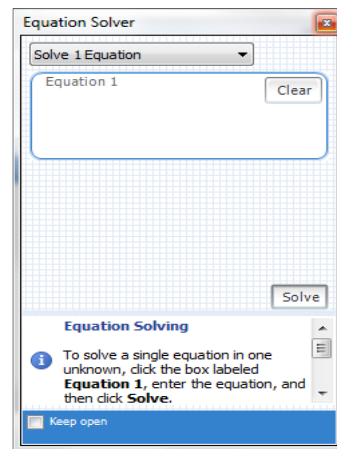 Equation Solver
Solve 1 Equation
Equation 1
Clear
Solve
Equation Solving
To solve a single equation in one
unknown, click the box labeled
Equation 1, enter the equation, and
then click Solve.
Keep open